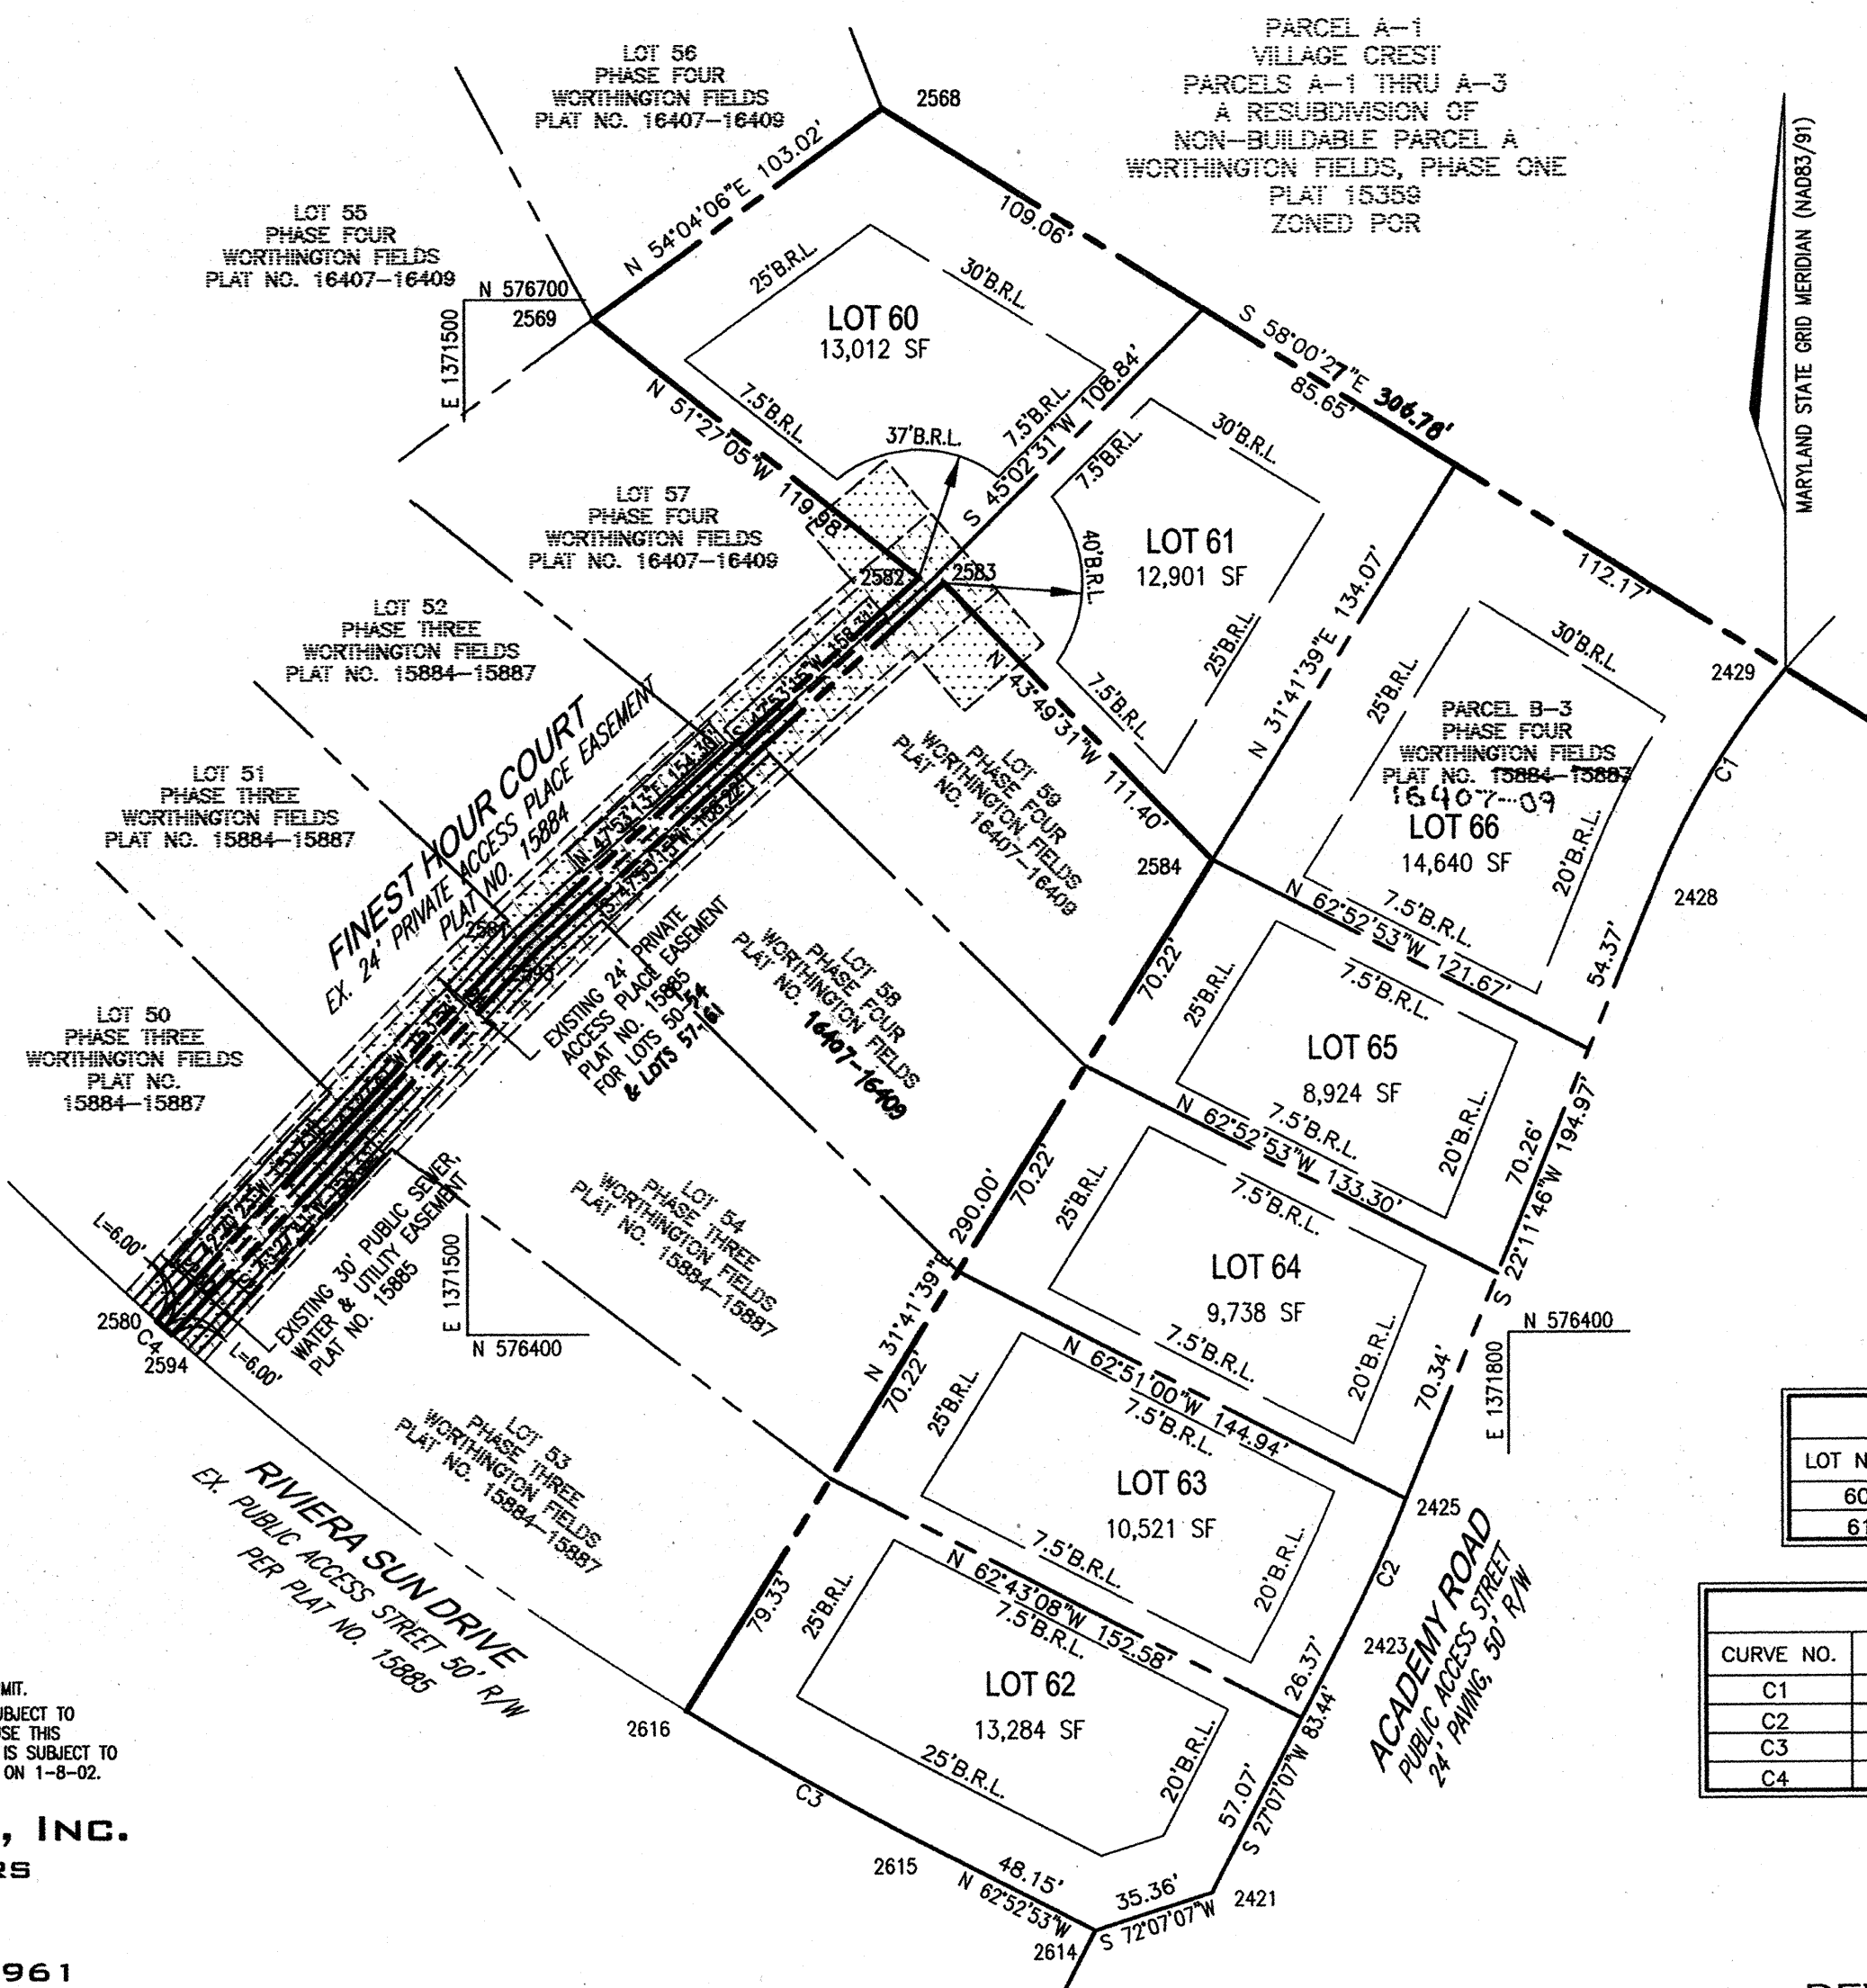 PARCEL A-1
VILLAGE CREST
PARCELS A-1 THRU A-3
A RESUBDIVISION OF
NON-BUILDABLE PARCEL A
WORTHINGTON FIELDS, PHASE ONE
PLAT 15359
ZONED POR
MARYLAND STATE GRID MERIDIAN (NAD83/91)
LOT 56
PHASE FOUR
WORTHINGTON FIELDS
PLAT NO. 16407-16409
2568
N 54°04'06"E 103.02'
109.06'
LOT 55
PHASE FOUR
WORTHINGTON FIELDS
PLAT NO. 16407-16409
N 576700
E 1371500
2569
25'B.R.L.
30'B.R.L.
LOT 60
13,012 SF
7.5'B.R.L.
7.5'B.R.L.
37'B.R.L.
N 51°27'05"W 119.98'
S 45°02'31"W 108.84'
S 58°00'27"E 306.78'
85.65'
112.17'
7.5'B.R.L.
30'B.R.L.
LOT 61
12,901 SF
40'B.R.L.
25'B.R.L.
7.5'B.R.L.
N 31°41'39"E 134.07'
LOT 57
PHASE FOUR
WORTHINGTON FIELDS
PLAT NO. 16407-16409
2582
2583
LOT 52
PHASE THREE
WORTHINGTON FIELDS
PLAT NO. 15884-15887
N 43°49'31"W 111.40'
2429
30'B.R.L.
25'B.R.L.
PARCEL B-3
PHASE FOUR
WORTHINGTON FIELDS
PLAT NO. 15884-15887
16407-09
LOT 66
14,640 SF
20'B.R.L.
7.5'B.R.L.
C1
2428
54.37'
LOT 51
PHASE THREE
WORTHINGTON FIELDS
PLAT NO. 15884-15887
FINEST HOUR COURT
EX. 24' PRIVATE ACCESS PLACE EASEMENT
PLAT NO. 15884
LOT 59
PHASE FOUR
WORTHINGTON FIELDS
PLAT NO.
16407-16409
2584
N 62°52'53"W 121.67'
70.22'
LOT 50
PHASE THREE
WORTHINGTON FIELDS
PLAT NO.
15884-15887
EXISTING 24' PRIVATE
ACCESS PLACE EASEMENT
PLAT NO. 15885
FOR LOTS 50-54
& LOTS 57-61
LOT 58
PHASE FOUR
WORTHINGTON FIELDS
PLAT NO.
16407-16409
7.5'B.R.L.
25'B.R.L.
LOT 65
8,924 SF
7.5'B.R.L.
20'B.R.L.
N 62°52'53"W 133.30'
70.26'
S 22°11'46"W 194.97'
L=6.00'
2580
C4
2594
L=6.00'
EXISTING 30' PUBLIC SEWER,
WATER & UTILITY EASEMENT
PLAT NO. 15885
E 1371500
N 576400
LOT 54
PHASE THREE
WORTHINGTON FIELDS
PLAT NO.
15884-15887
N 31°41'39"E 290.00'
70.22'
7.5'B.R.L.
25'B.R.L.
LOT 64
9,738 SF
7.5'B.R.L.
20'B.R.L.
N 62°51'00"W 144.94'
70.34'
N 576400
E 1371800
70.22'
7.5'B.R.L.
25'B.R.L.
LOT 63
10,521 SF
7.5'B.R.L.
20'B.R.L.
2425
C2
2423
26.37'
LOT 53
PHASE THREE
WORTHINGTON FIELDS
PLAT NO.
15884-15887
RIVIERA SUN DRIVE
EX. PUBLIC ACCESS STREET 50' R/W
PER PLAT NO. 15885
N 62°43'08"W 152.58'
79.33'
7.5'B.R.L.
25'B.R.L.
LOT 62
13,284 SF
25'B.R.L.
20'B.R.L.
ACADEMY ROAD
PUBLIC ACCESS STREET
24' PAVING, 50' R/W
57.07'
S 27°07'07"W 83.44'
2616
C3
2615
48.15'
N 62°52'53"W
35.36'
S 72°07'07"W
2421
2614
LOT N
60
61
CURVE NO.
C1
C2
C3
C4
MIT.
UBJECT TO
SE THIS
IS SUBJECT TO
ON 1-8-02.
, INC.
RS
961